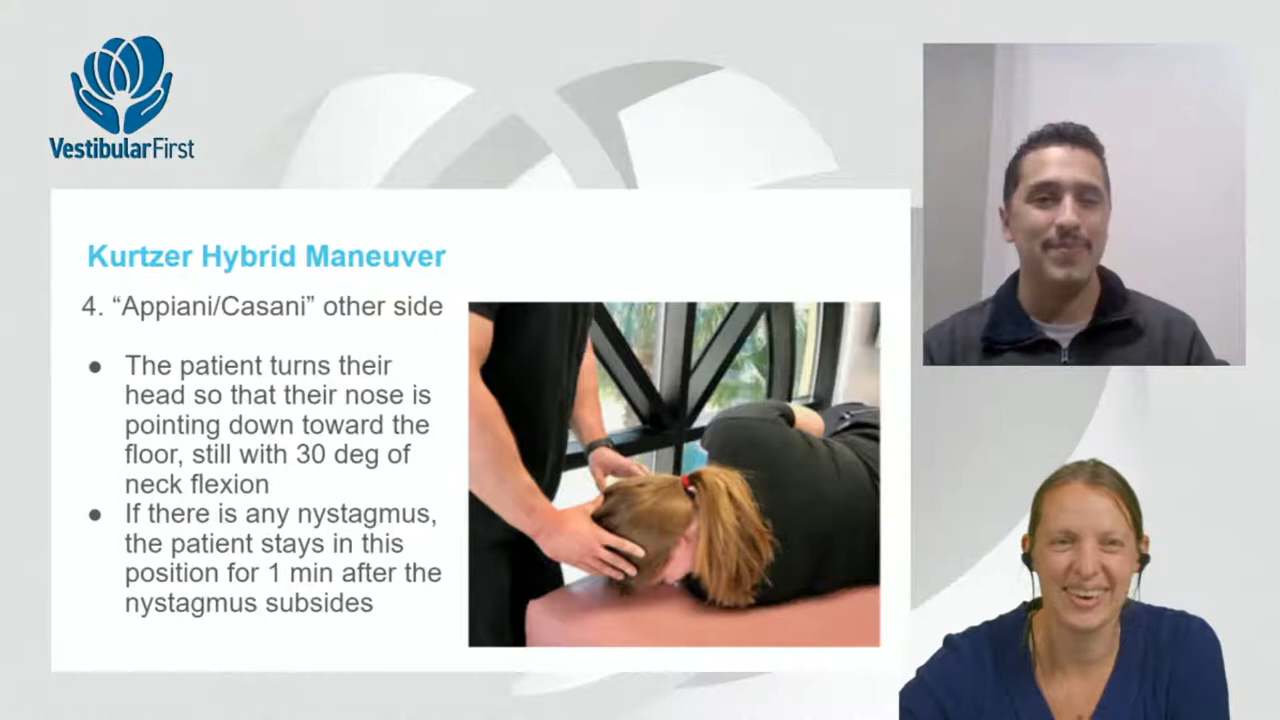 VestibularFirst
Kurtzer Hybrid Maneuver
4. “Appiani/Casani” other side
● The patient turns their
head so that their nose is
pointing down toward the
floor, still with 30 deg of
neck flexion
● If there is any nystagmus,
the patient stays in this
position for 1 min after the
nystagmus subsides